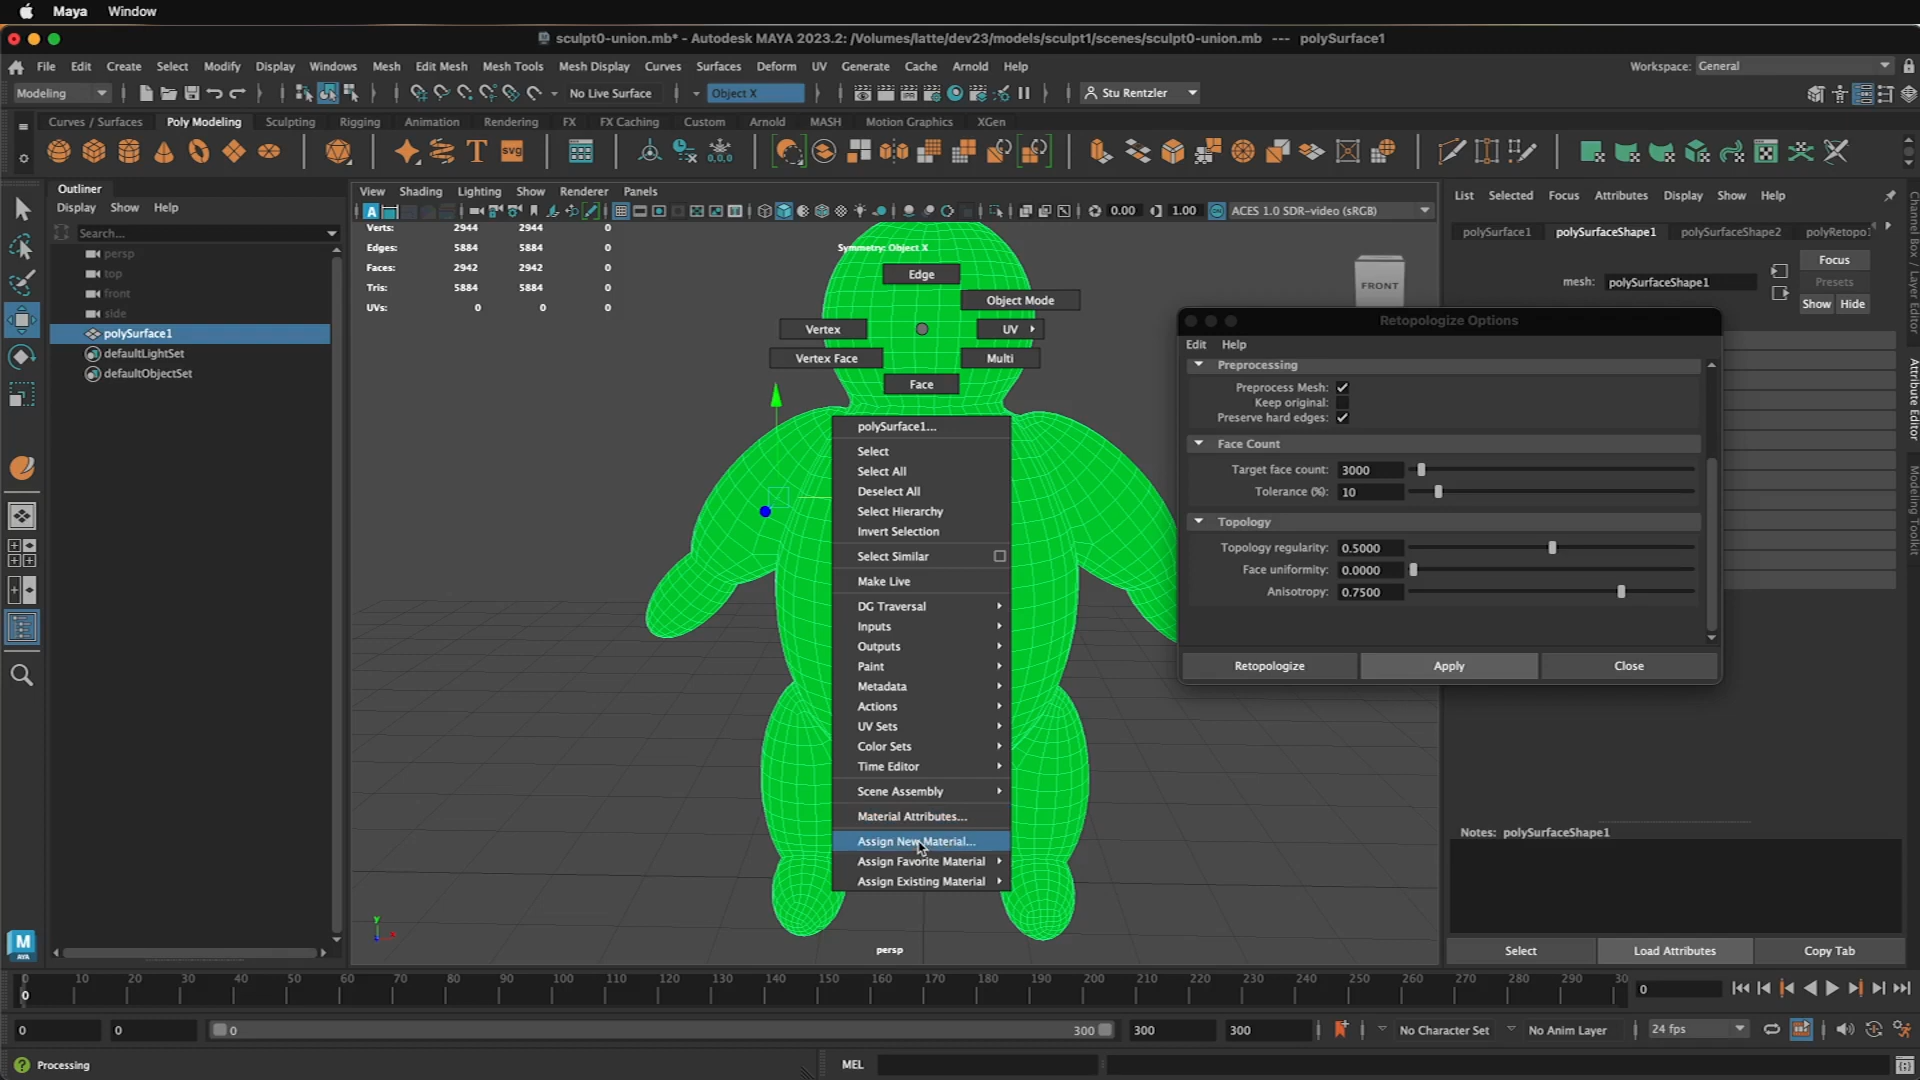 Maya Window
sculpt0-union.mb* - Autodesk MAYA 2023.2: /Volumes/latte/dev23/models/sculpt1/scenes/sculpt0-union.mb --- polySurface1
File Edit Create Select Modify Display Windows Mesh Edit Mesh Mesh Tools Mesh Display Curves Surfaces Deform UV Generate Cache Arnold Help Workspace: General
Modeling No Live Surface Object X Stu Rentzler
Curves / Surfaces Poly Modeling Sculpting Rigging Animation Rendering FX FX Caching Custom Arnold MASH Motion Graphics XGen
Outliner
Display Show Help
Search...
persp
top
front
side
polySurface1
defaultLightSet
defaultObjectSet
View Shading Lighting Show Renderer Panels
0.00 1.00 ACES 1.0 SDR-video (sRGB)
Verts: 2944 2944 0
Edges: 5884 5884 0
Faces: 2942 2942 0
Tris: 5884 5884 0
UVs: 0 0 0
Symmetry: Object X
FRONT
Edge
Object Mode
Vertex UV
Vertex Face Multi
Face
polySurface1...
Select
Select All
Deselect All
Select Hierarchy
Invert Selection
Select Similar
Make Live
DG Traversal
Inputs
Outputs
Paint
Metadata
Actions
UV Sets
Color Sets
Time Editor
Scene Assembly
Material Attributes...
Assign New Material...
Assign Favorite Material
Assign Existing Material
persp
Retopologize Options
Edit Help
Preprocessing
Preprocess Mesh:
Keep original:
Preserve hard edges:
Face Count
Target face count: 3000
Tolerance (%): 10
Topology
Topology regularity: 0.5000
Face uniformity: 0.0000
Anisotropy: 0.7500
Retopologize Apply Close
List Selected Focus Attributes Display Show Help
polySurface1 polySurfaceShape1 polySurfaceShape2 polyRetopo
mesh: polySurfaceShape1
Focus
Presets
Show Hide
Notes: polySurfaceShape1
Select Load Attributes Copy Tab
Channel Box / Layer Editor
Attribute Editor
Modeling Toolkit
0 10 20 30 40 50 60 70 80 90 100 110 120 130 140 150 160 170 180 190 200 210 220 230 240 250 260 270 280 290 30
0 0
0 0 0 300 300 300 No Character Set No Anim Layer 24 fps
Processing MEL